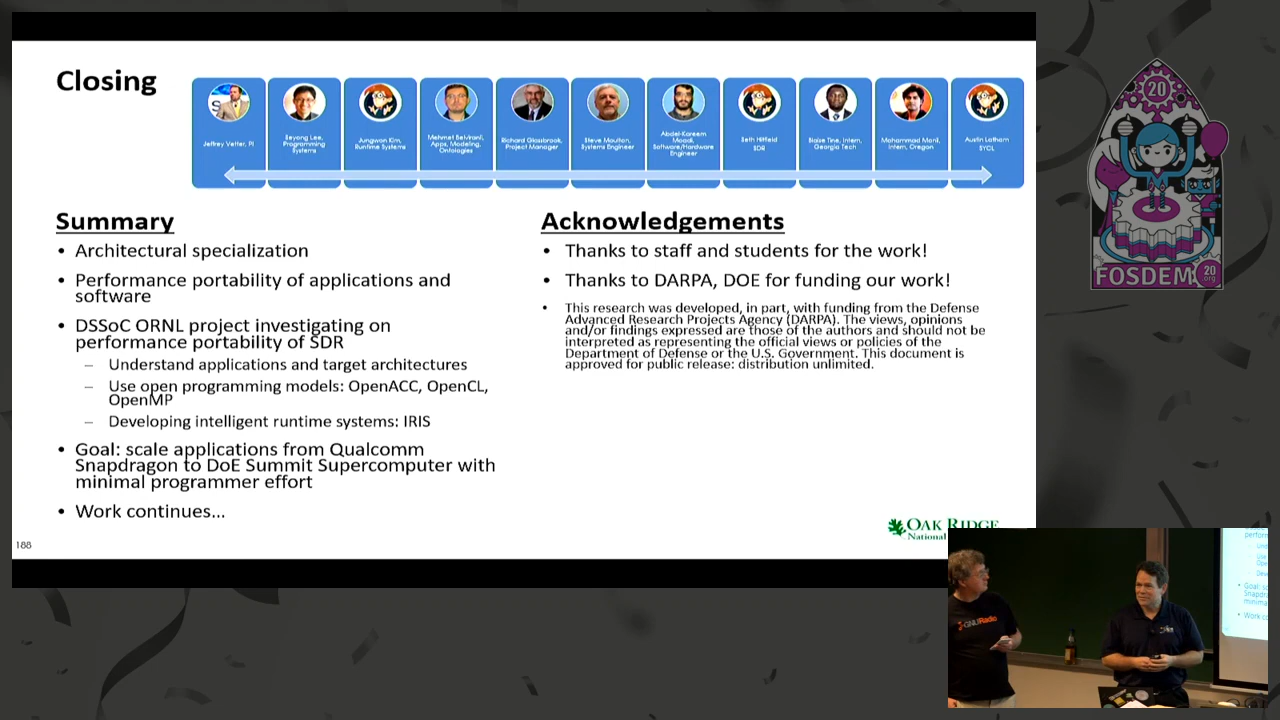 Closing
Jeffrey Vetter, PI
Seyong Lee,
Programming
Systems
Jungwon Kim,
Runtime Systems
Mehmet Belviranli,
Apps, Modeling,
Ontologies
Richard Glassbrook,
Project Manager
Steve Moulton,
Systems Engineer
Abdel-Kareem
Moadi,
Software/Hardware
Engineer
Seth Hitefield
SDR
Blaise Tine, Intern,
Georgia Tech
Mohammad Monil,
Intern, Oregon
Austin Latham
SYCL
Summary
• Architectural specialization
• Performance portability of applications and
software
• DSSoC ORNL project investigating on
performance portability of SDR
– Understand applications and target architectures
– Use open programming models: OpenACC, OpenCL,
OpenMP
– Developing intelligent runtime systems: IRIS
• Goal: scale applications from Qualcomm
Snapdragon to DoE Summit Supercomputer with
minimal programmer effort
• Work continues...
Acknowledgements
• Thanks to staff and students for the work!
• Thanks to DARPA, DOE for funding our work!
• This research was developed, in part, with funding from the Defense
Advanced Research Projects Agency (DARPA). The views, opinions
and/or findings expressed are those of the authors and should not be
interpreted as representing the official views or policies of the
Department of Defense or the U.S. Government. This document is
approved for public release: distribution unlimited.
188
OAK RIDGE
National
20
FOSDEM
20
.org
GNURadio